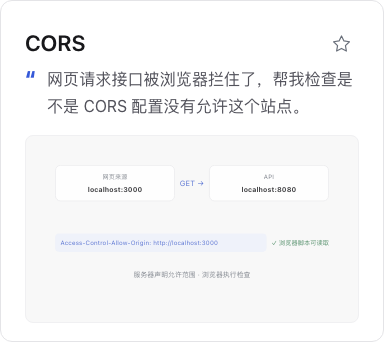 CORS
“ 网页请求接口被浏览器拦住了，帮我检查是
不是 CORS 配置没有允许这个站点。
网页来源
localhost:3000
GET →
API
localhost:8080
Access-Control-Allow-Origin: http://localhost:3000
✓ 浏览器脚本可读取
服务器声明允许范围 · 浏览器执行检查